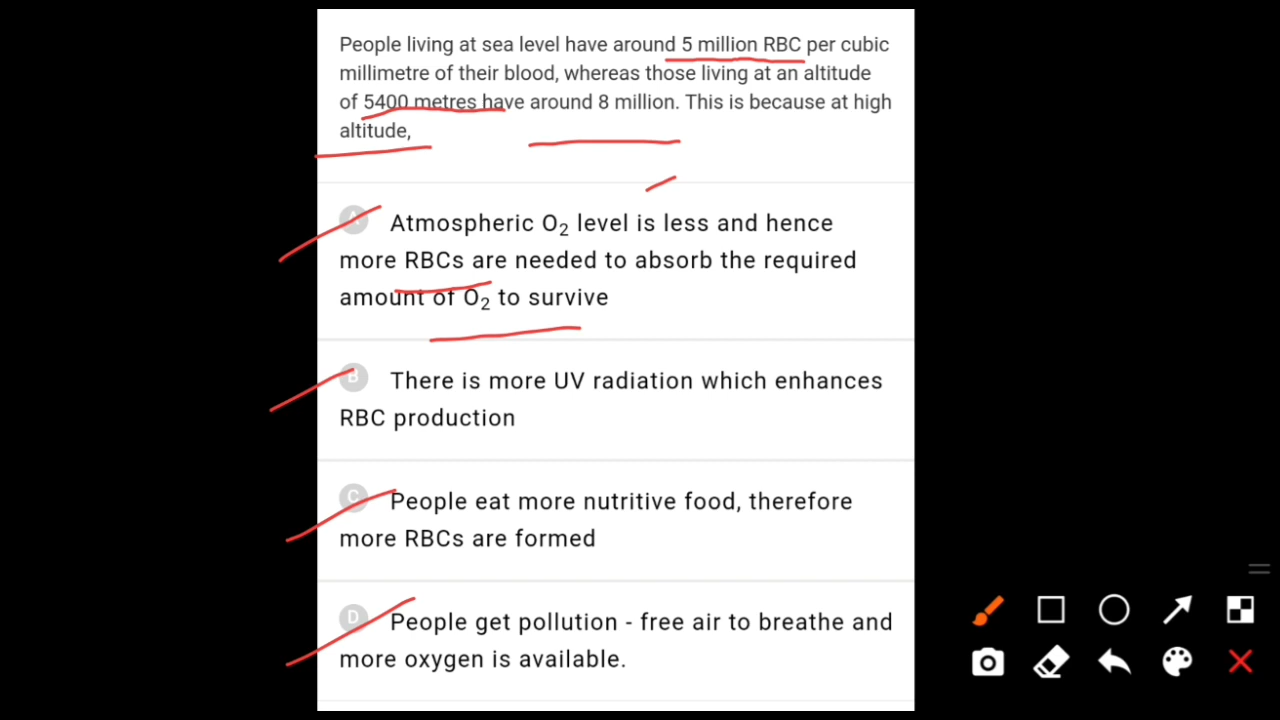 People living at sea level have around 5 million RBC per cubic
millimetre of their blood, whereas those living at an altitude
of 5400 metres have around 8 million. This is because at high
altitude,
A Atmospheric O₂ level is less and hence
more RBCs are needed to absorb the required
amount of O₂ to survive
B There is more UV radiation which enhances
RBC production
C People eat more nutritive food, therefore
more RBCs are formed
D People get pollution - free air to breathe and
more oxygen is available.